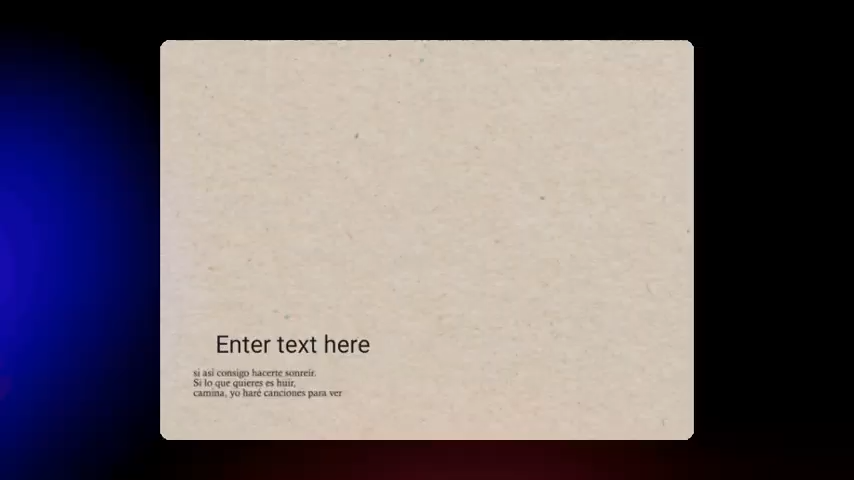 Enter text here
si así consigo hacerte sonreír.
Si lo que quieres es huir,
camina, yo haré canciones para ver